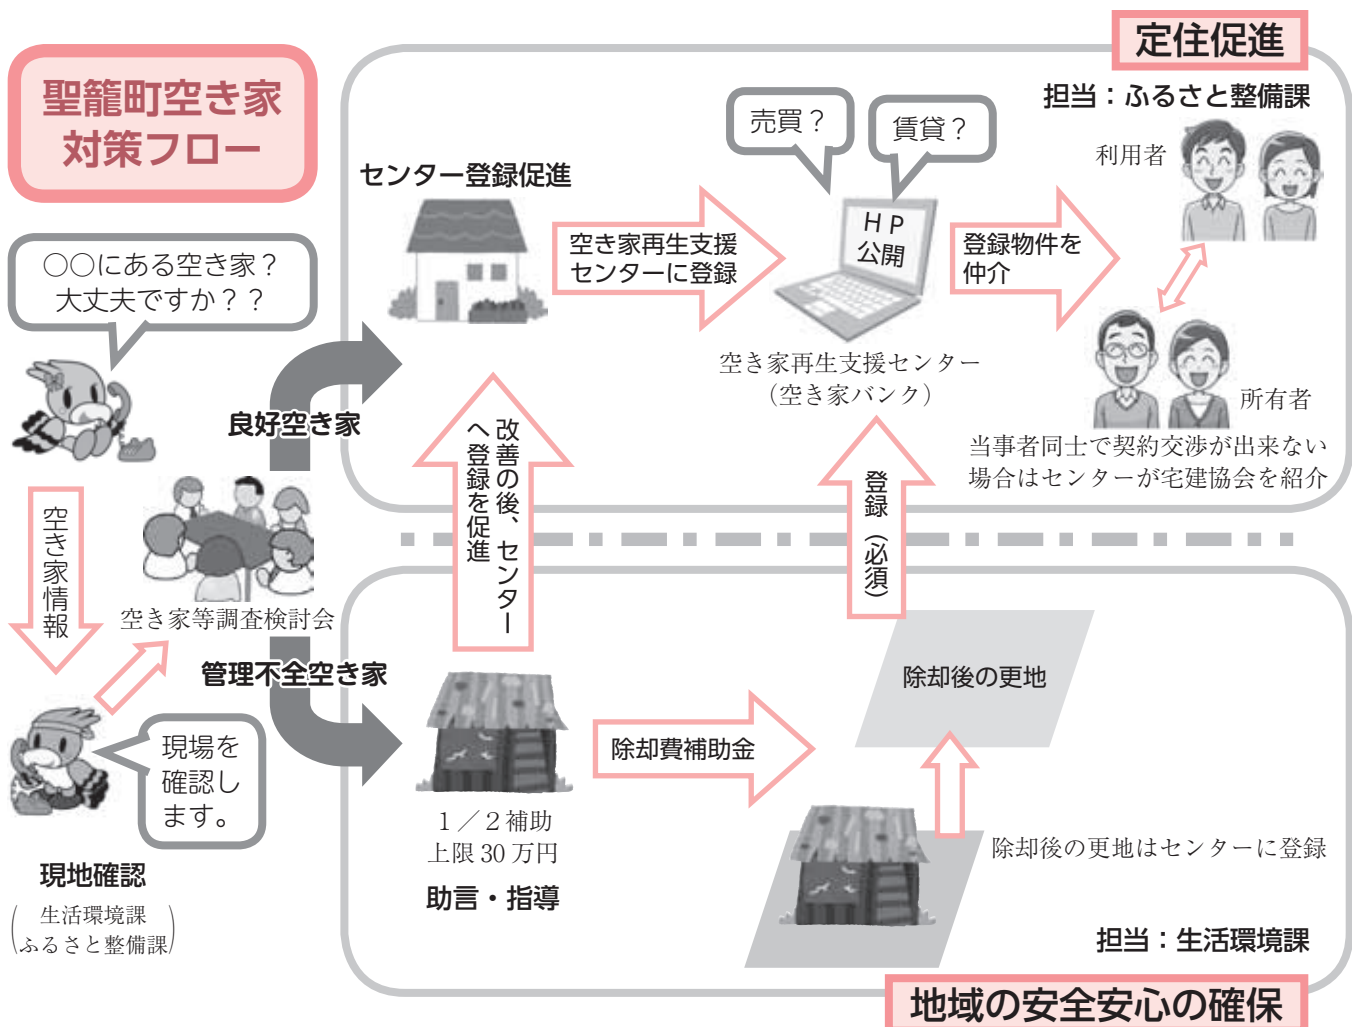 聖籠町空き家
対策フロー
○○にある空き家？
大丈夫ですか？？
空き家情報
現場を
確認し
ます。
現地確認
(生活環境課
ふるさと整備課)
空き家等調査検討会
良好空き家
管理不全空き家
定住促進
担当：ふるさと整備課
センター登録促進
空き家再生支援
センターに登録
売買？
賃貸？
ＨＰ
公開
空き家再生支援センター
（空き家バンク）
登録物件を
仲介
利用者
所有者
当事者同士で契約交渉が出来ない
場合はセンターが宅建協会を紹介
改善の後、センター
へ登録を促進
登録（必須）
１／２補助
上限30万円
助言・指導
除却費補助金
除却後の更地
除却後の更地はセンターに登録
担当：生活環境課
地域の安全安心の確保